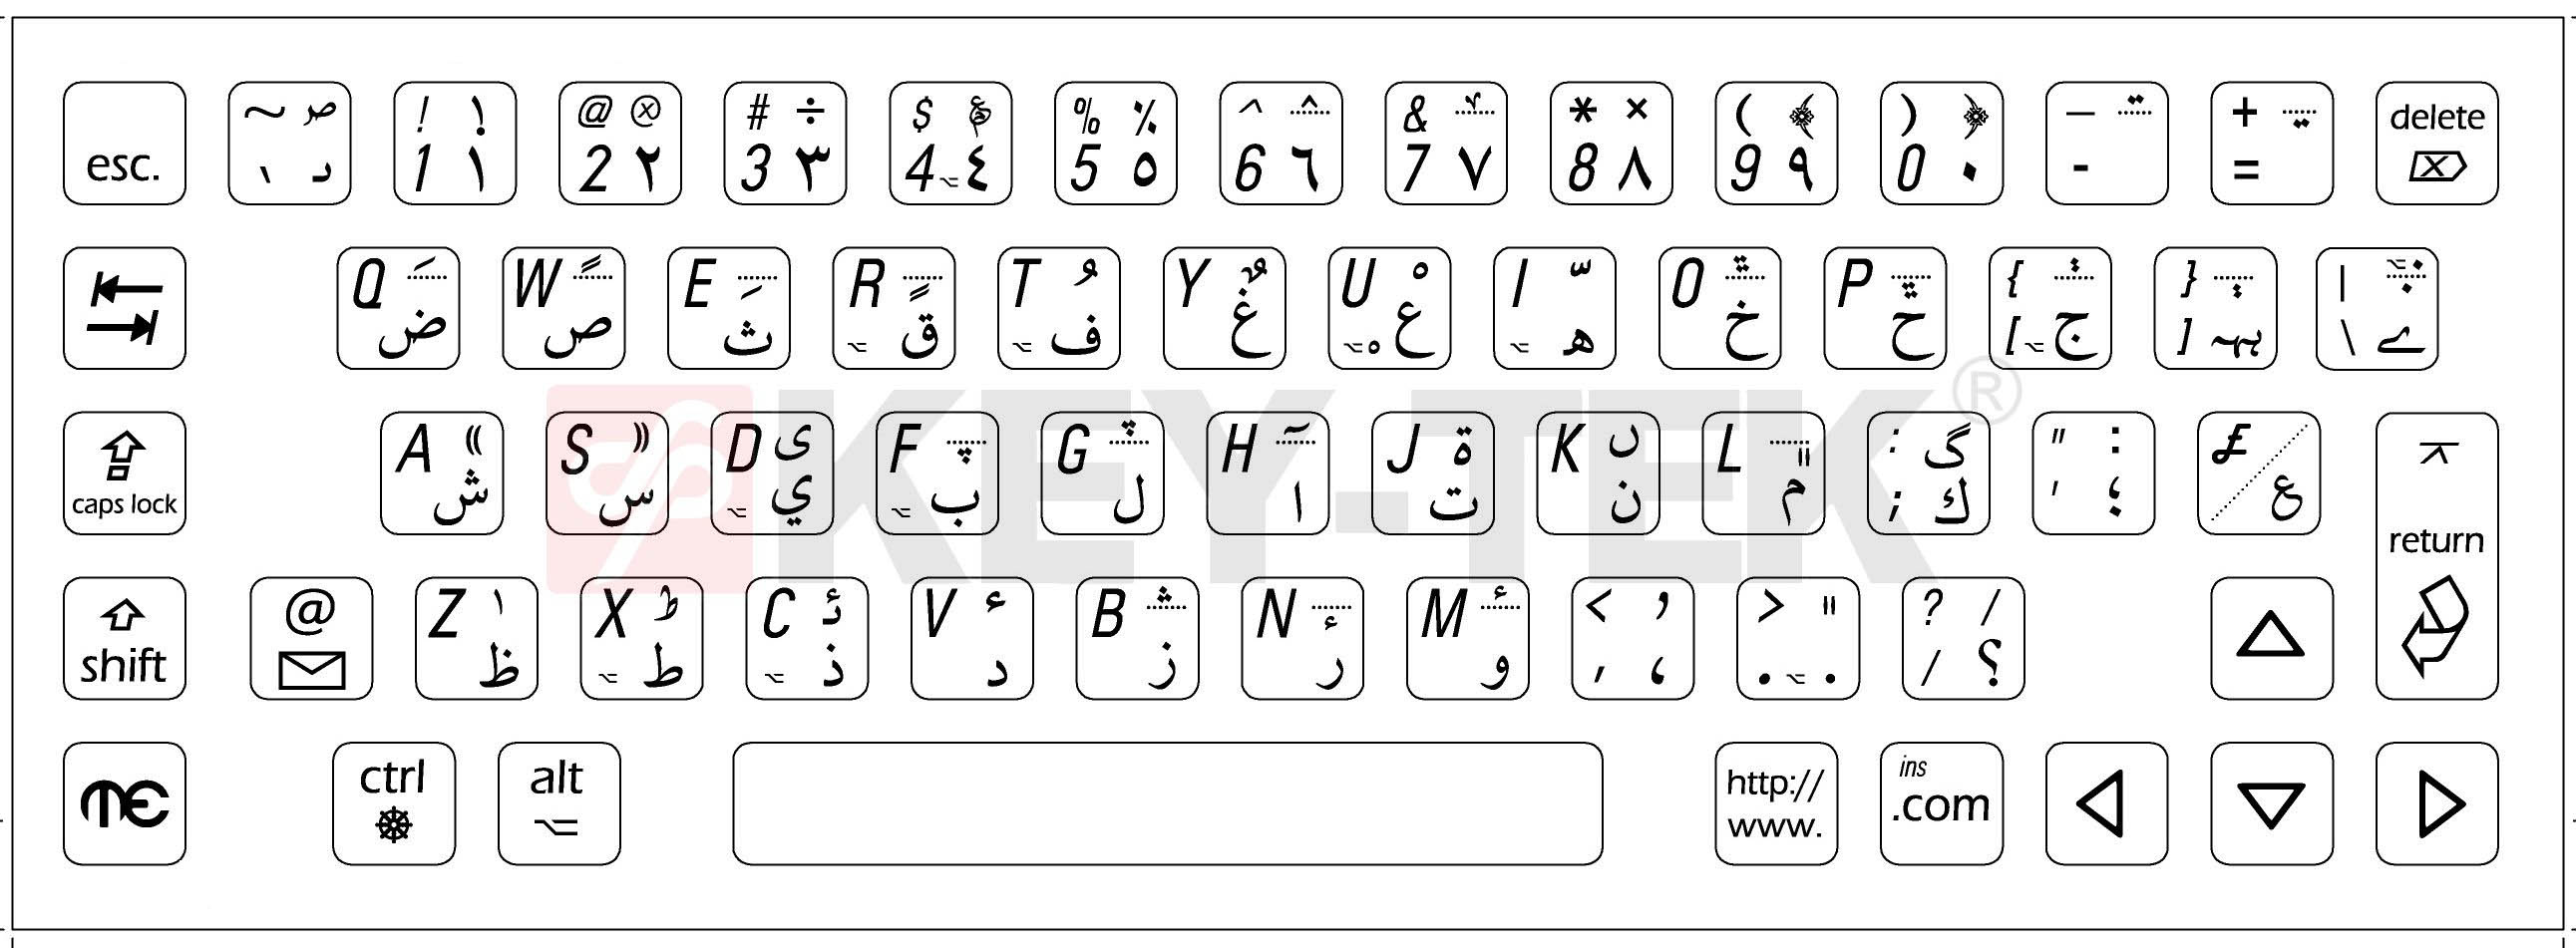 esc. ~ ! ! @ # ÷ $ % ٪ ^ & * × ( ﴾ ) ﴿ — + delete
1 ١ 2 ٢ 3 ٣ 4 ٤ 5 ٥ 6 ٦ 7 ٧ 8 ٨ 9 ٩ 0 ٠ - =
Q W E R T Y U I O P { } |
ض ص ث ق ف غ ع ه خ ح [ ج ] \ ے
KEY-TEK®
A S D ى F G H J ة K ں L : گ " : £
caps lock ش س ي ب ل ا ت ن م ; ك ' ؛ ع
return
@ Z X C V ء B N M < > ? /
shift ظ ط ذ د ز ر و , ، . . / ؟
ctrl alt http:// ins
www. .com